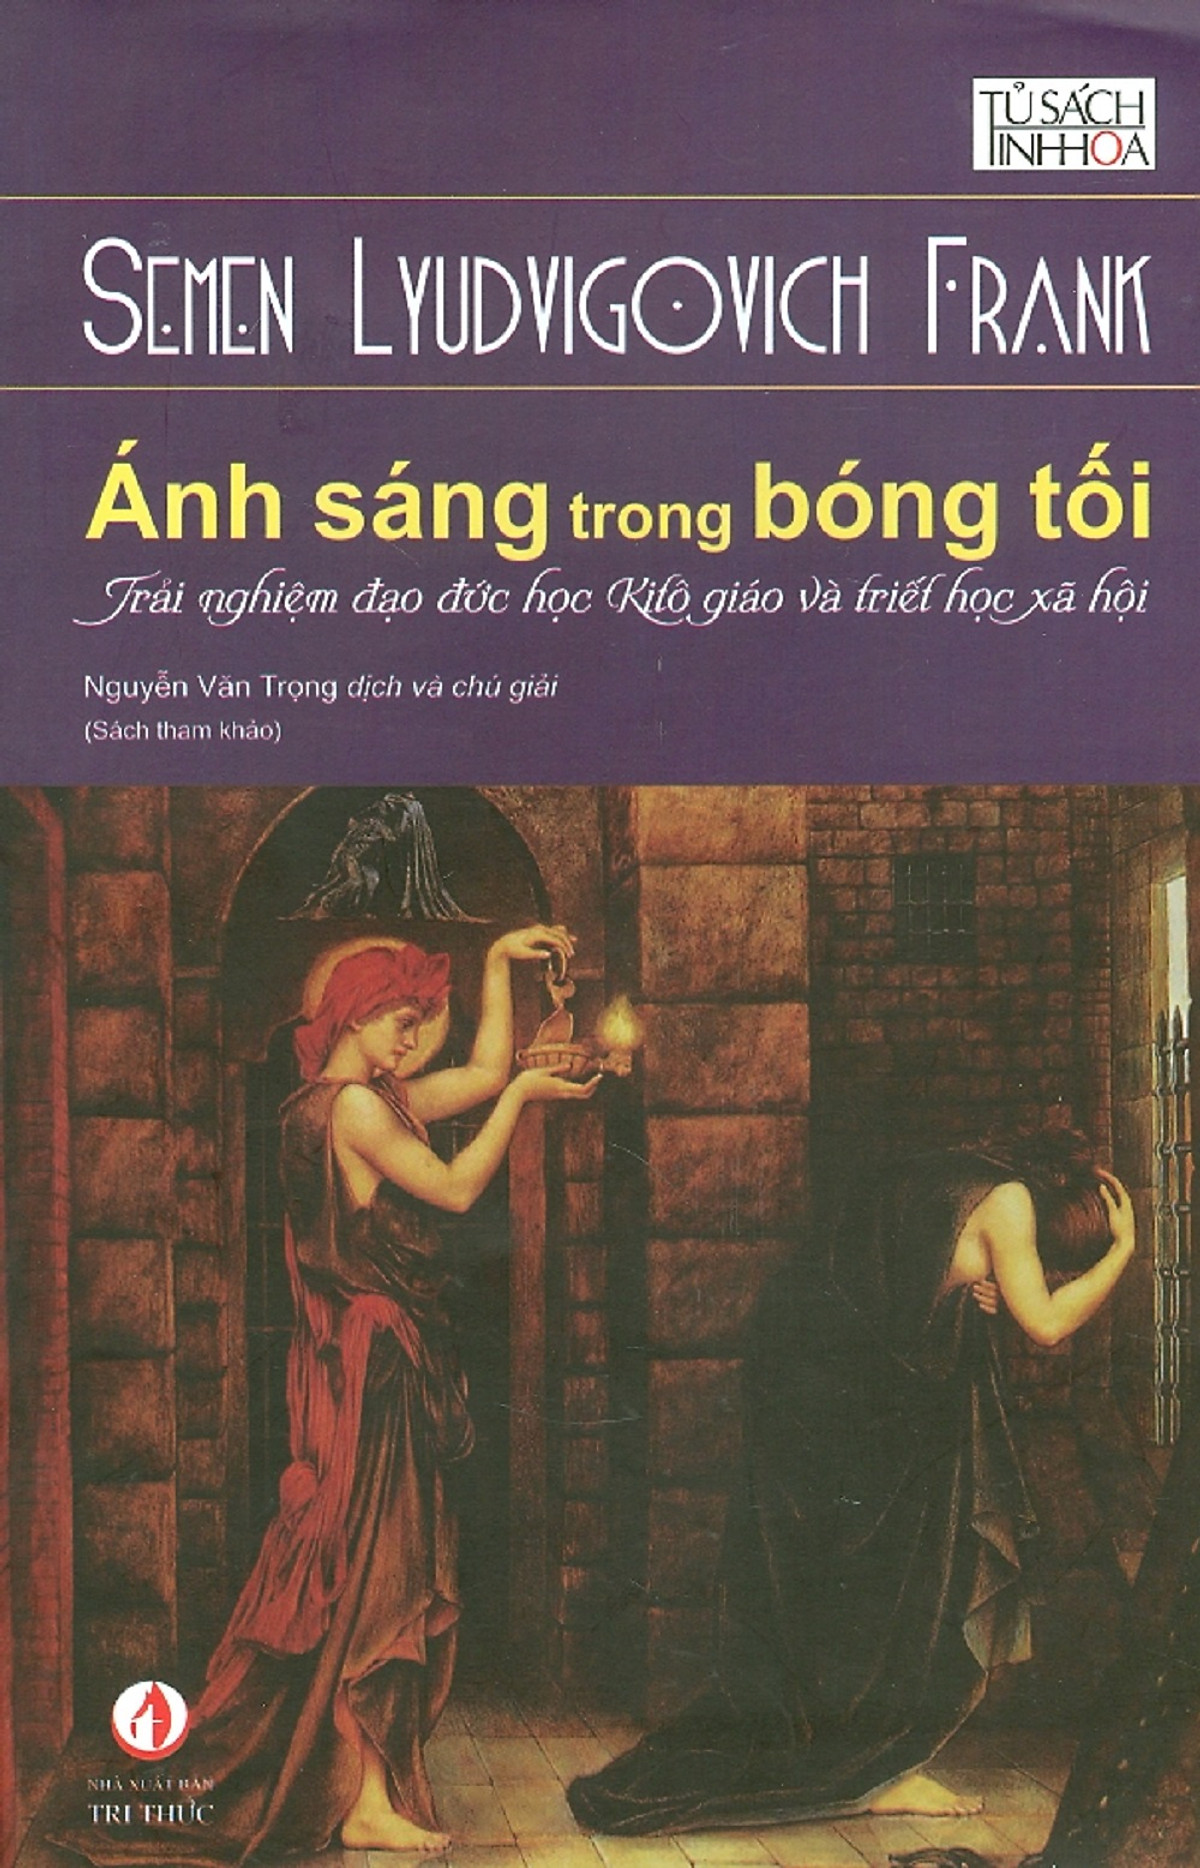 TỦ SÁCH
TINH HOA
SEMEN LYUDVIGOVICH FRANK
Ánh sáng trong bóng tối
Trải nghiệm đạo đức học Kitô giáo và triết học xã hội
Nguyễn Văn Trọng dịch và chú giải
(Sách tham khảo)
NHÀ XUẤT BẢN
TRI THỨC